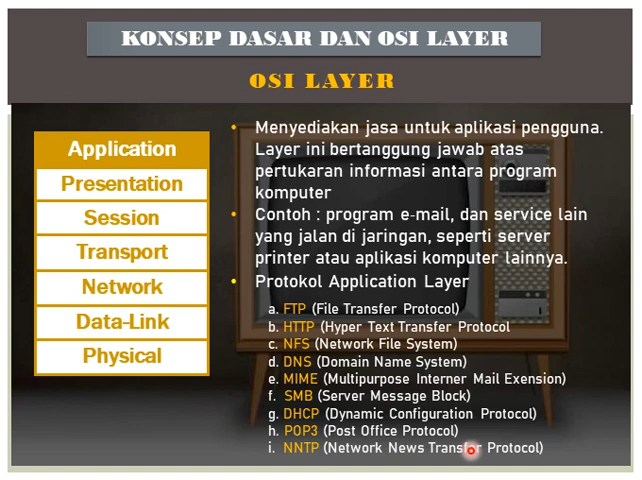 KONSEP DASAR DAN OSI LAYER
OSI LAYER
Application
Presentation
Session
Transport
Network
Data-Link
Physical
• Menyediakan jasa untuk aplikasi pengguna.
Layer ini bertanggung jawab atas
pertukaran informasi antara program
komputer
• Contoh : program e-mail, dan service lain
yang jalan di jaringan, seperti server
printer atau aplikasi komputer lainnya.
• Protokol Application Layer
a. FTP (File Transfer Protocol)
b. HTTP (Hyper Text Transfer Protocol
c. NFS (Network File System)
d. DNS (Domain Name System)
e. MIME (Multipurpose Interner Mail Exension)
f. SMB (Server Message Block)
g. DHCP (Dynamic Configuration Protocol)
h. POP3 (Post Office Protocol)
i. NNTP (Network News Transfer Protocol)